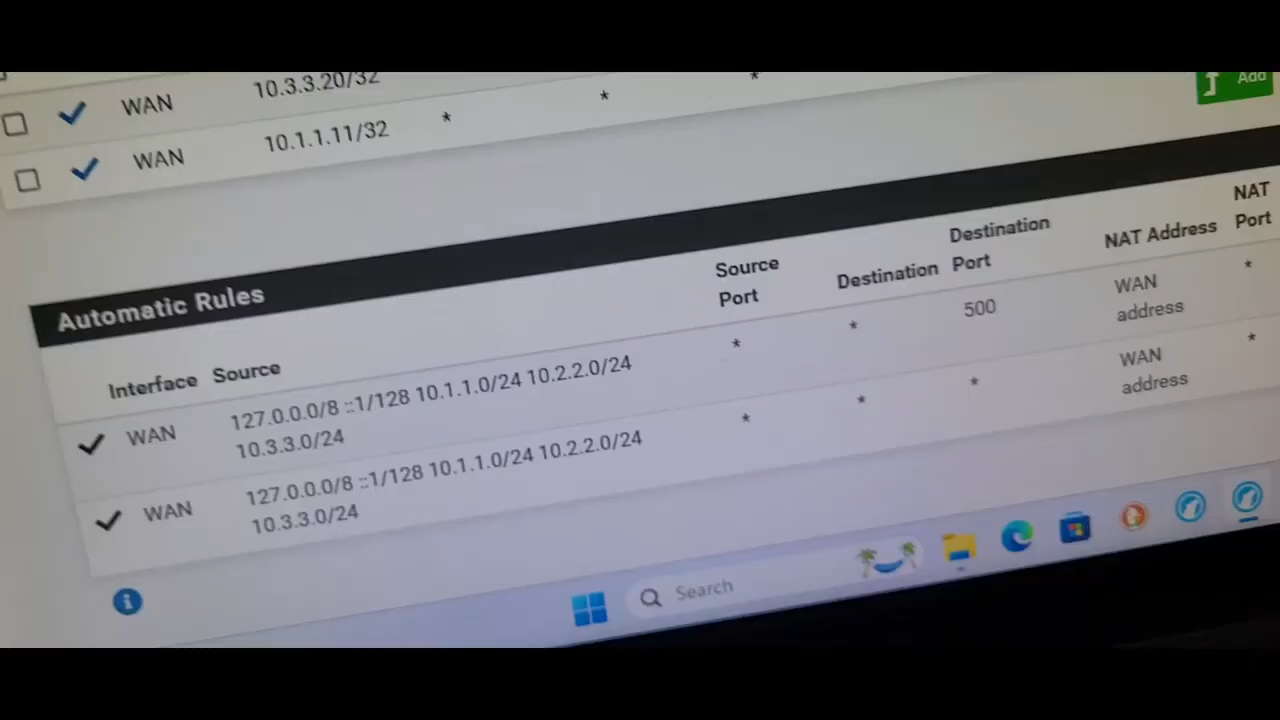 WAN 10.3.3.20/32 *
WAN 10.1.1.11/32 * *
Add
Automatic Rules
Interface Source Source Port Destination Destination Port NAT Address NAT Port
WAN 127.0.0.0/8 ::1/128 10.1.1.0/24 10.2.2.0/24 * * 500 WAN address *
10.3.3.0/24
WAN 127.0.0.0/8 ::1/128 10.1.1.0/24 10.2.2.0/24 * * * WAN address *
10.3.3.0/24
i
Search